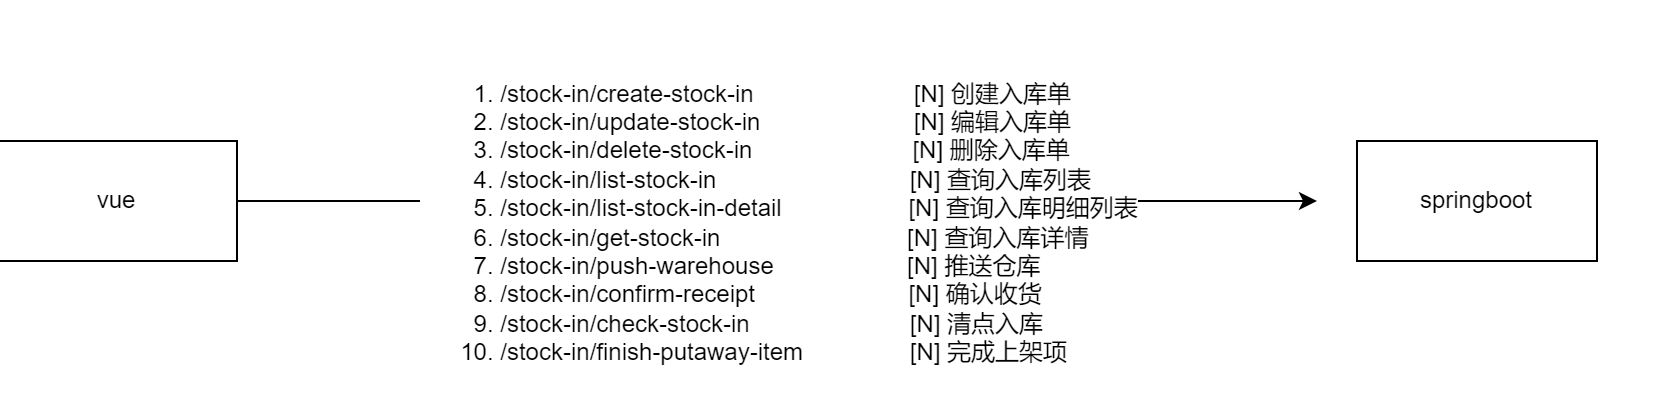 vue
1. /stock-in/create-stock-in [N] 创建入库单
2. /stock-in/update-stock-in [N] 编辑入库单
3. /stock-in/delete-stock-in [N] 删除入库单
4. /stock-in/list-stock-in [N] 查询入库列表
5. /stock-in/list-stock-in-detail [N] 查询入库明细列表
6. /stock-in/get-stock-in [N] 查询入库详情
7. /stock-in/push-warehouse [N] 推送仓库
8. /stock-in/confirm-receipt [N] 确认收货
9. /stock-in/check-stock-in [N] 清点入库
10. /stock-in/finish-putaway-item [N] 完成上架项
springboot